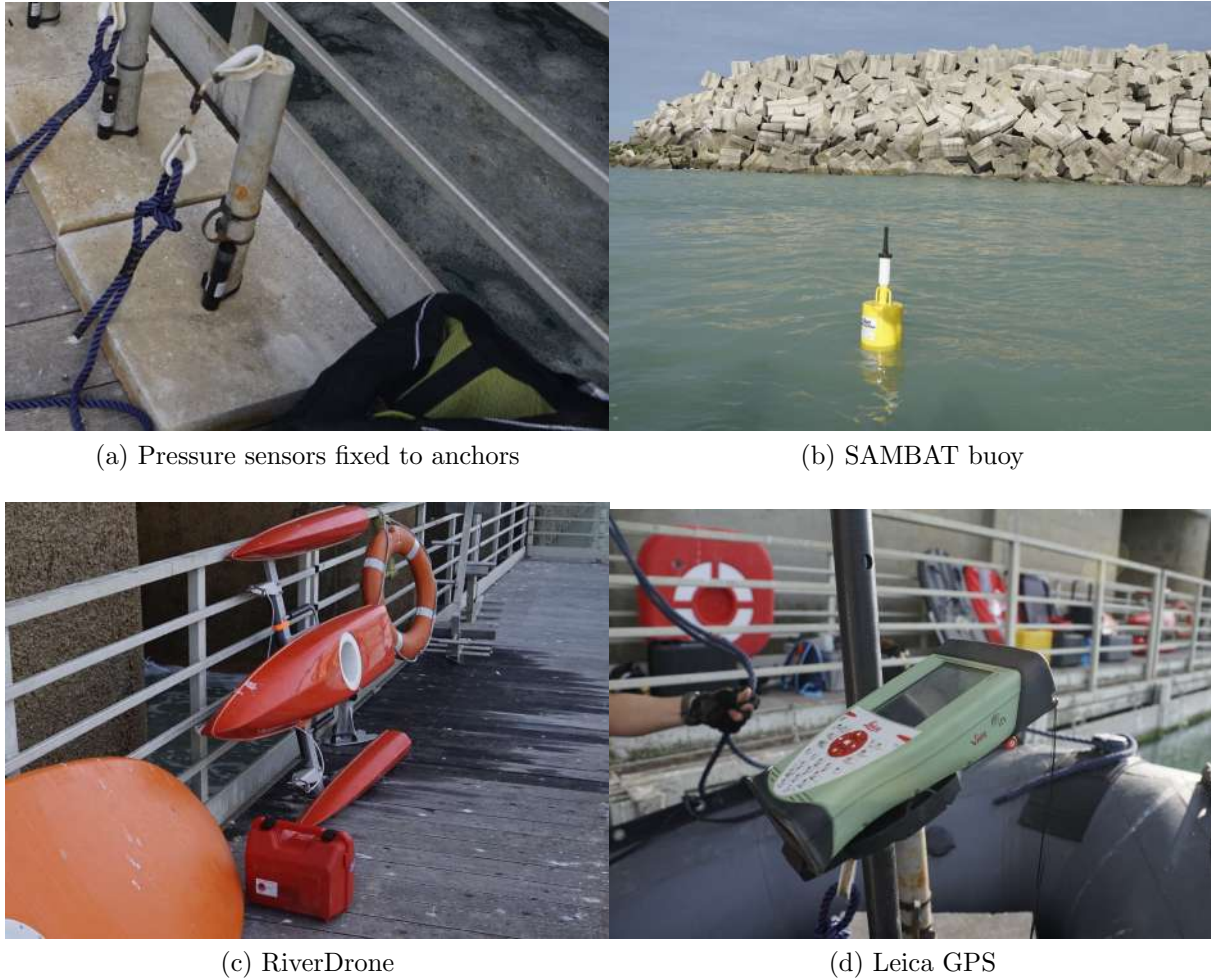 (a) Pressure sensors fixed to anchors
(b) SAMBAT buoy
(c) RiverDrone
(d) Leica GPS